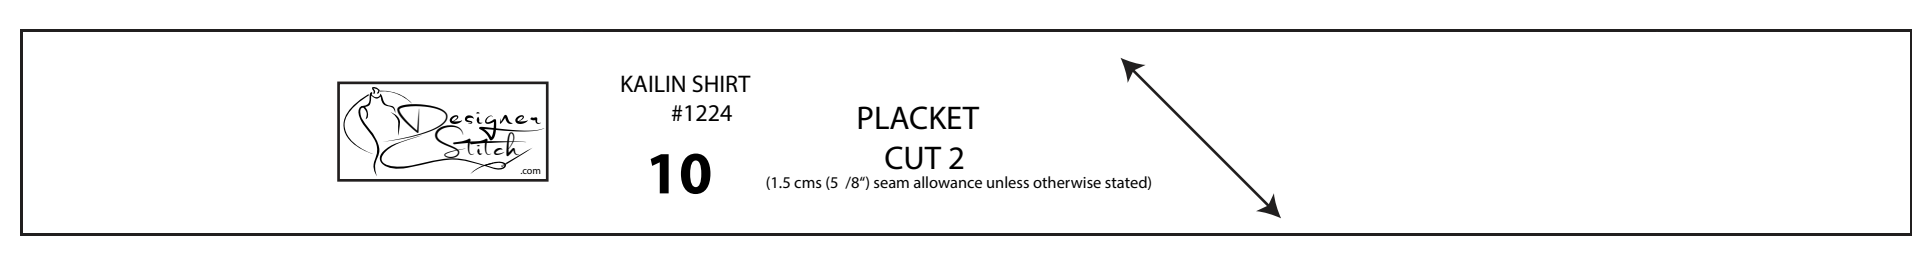 Designer
Stitch
.com
KAILIN SHIRT
#1224
10
PLACKET
CUT 2
(1.5 cms (5  /8“) seam allowance unless otherwise stated)